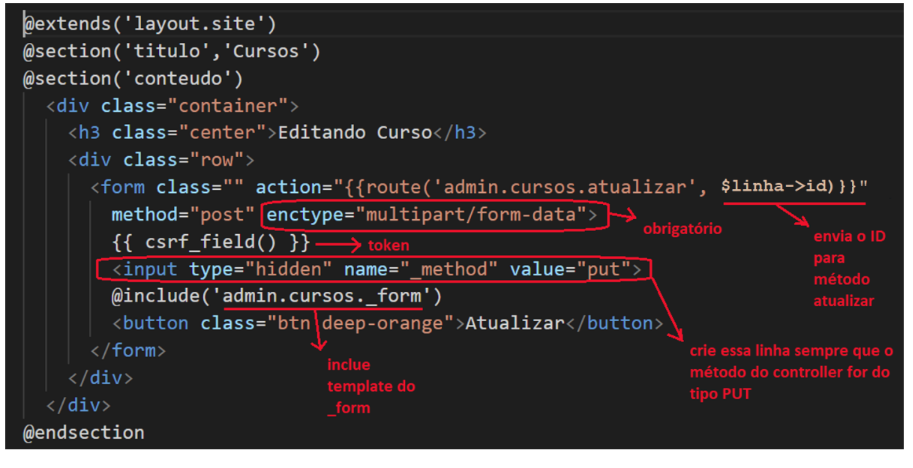 @extends('layout.site')
@section('titulo','Cursos')
@section('conteudo')
<div class="container">
<h3 class="center">Editando Curso</h3>
<div class="row">
<form class="" action="{{route('admin.cursos.atualizar', $linha->id)}}"
method="post" enctype="multipart/form-data">
obrigatório
envia o ID
para
método
atualizar
{{ csrf_field() }}
token
<input type="hidden" name="_method" value="put">
@include('admin.cursos._form')
<button class="btn deep-orange">Atualizar</button>
inclue
template do
_form
crie essa linha sempre que o
método do controller for do
tipo PUT
</form>
</div>
</div>
@endsection